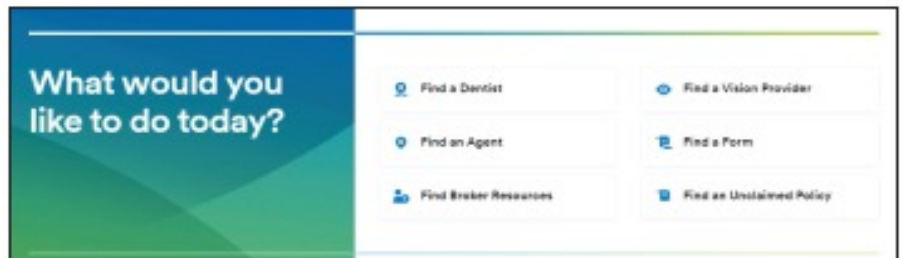 What would you
like to do today?
Find a Dentist
Find a Vision Provider
Find an Agent
Find a Form
Find Broker Resources
Find an Unclaimed Policy